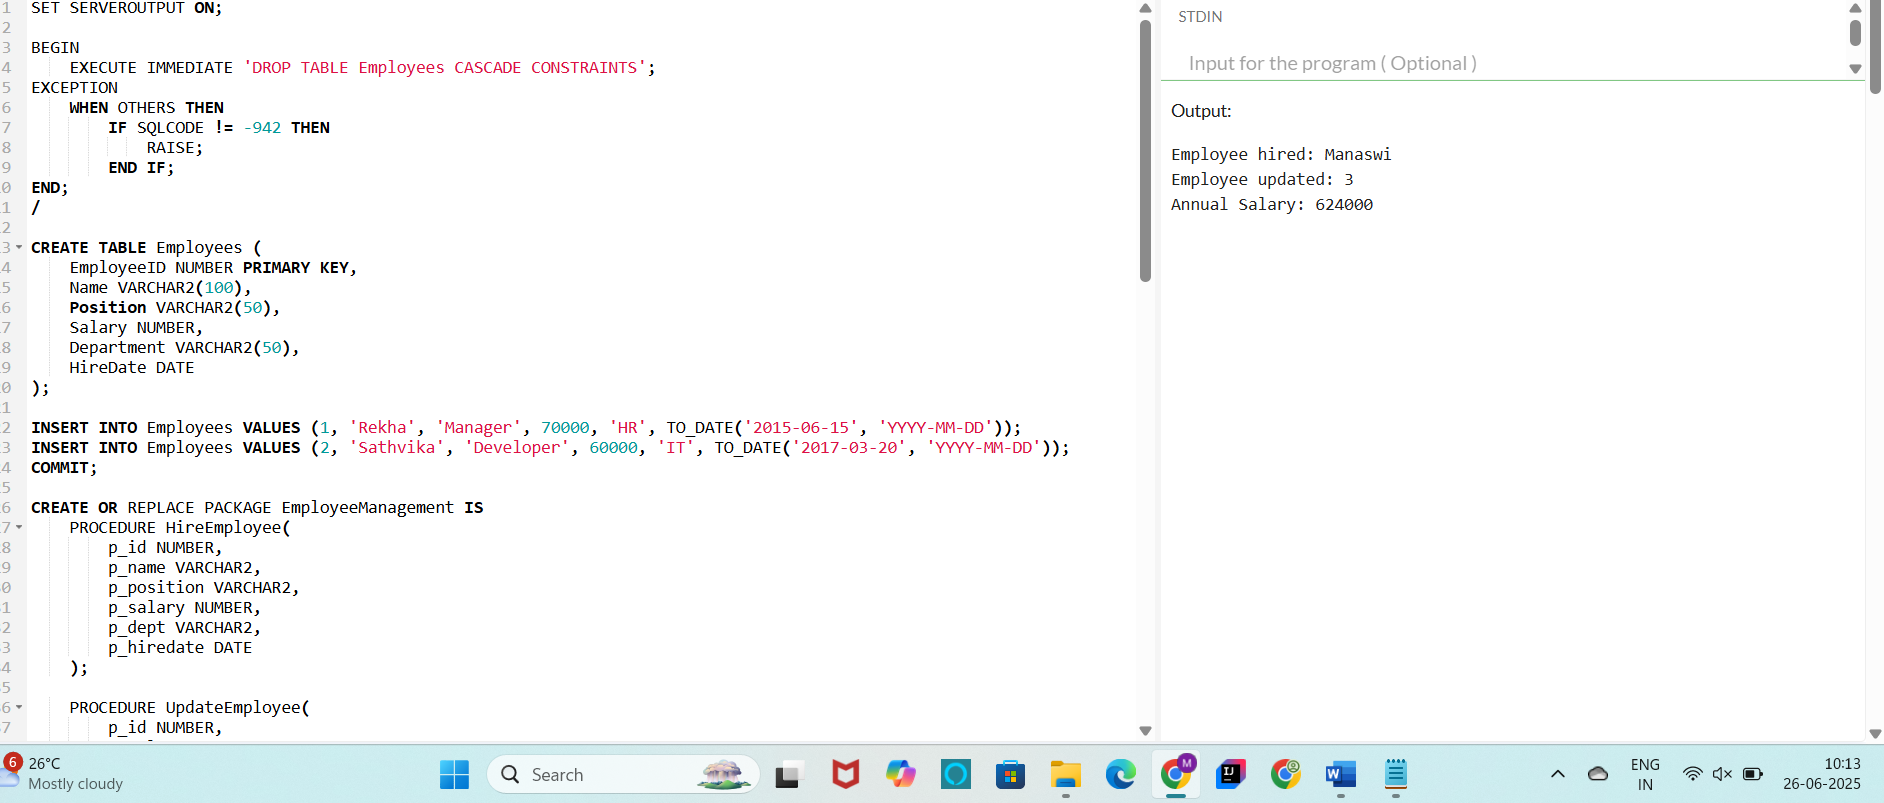 1 SET SERVEROUTPUT ON;
2
3 BEGIN
4 EXECUTE IMMEDIATE 'DROP TABLE Employees CASCADE CONSTRAINTS';
5 EXCEPTION
6 WHEN OTHERS THEN
7 IF SQLCODE != -942 THEN
8 RAISE;
9 END IF;
0 END;
1 /
2
3 CREATE TABLE Employees (
4 EmployeeID NUMBER PRIMARY KEY,
5 Name VARCHAR2(100),
6 Position VARCHAR2(50),
7 Salary NUMBER,
8 Department VARCHAR2(50),
9 HireDate DATE
0 );
1
2 INSERT INTO Employees VALUES (1, 'Rekha', 'Manager', 70000, 'HR', TO_DATE('2015-06-15', 'YYYY-MM-DD'));
3 INSERT INTO Employees VALUES (2, 'Sathvika', 'Developer', 60000, 'IT', TO_DATE('2017-03-20', 'YYYY-MM-DD'));
4 COMMIT;
5
6 CREATE OR REPLACE PACKAGE EmployeeManagement IS
7 PROCEDURE HireEmployee(
8 p_id NUMBER,
9 p_name VARCHAR2,
0 p_position VARCHAR2,
1 p_salary NUMBER,
2 p_dept VARCHAR2,
3 p_hiredate DATE
4 );
5
6 PROCEDURE UpdateEmployee(
7 p_id NUMBER,
STDIN
Input for the program ( Optional )
Output:
Employee hired: Manaswi
Employee updated: 3
Annual Salary: 624000
6
26°C
Mostly cloudy
Search
M
IJ
W
ENG
IN
10:13
26-06-2025